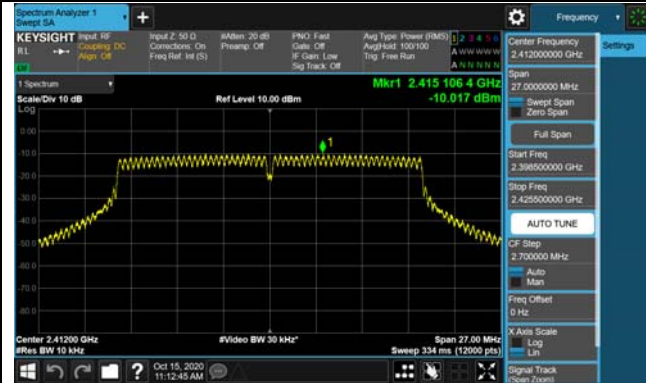 Spectrum Analyzer 1
Swept SA
Frequency
KEYSIGHT
RL
Input: RF
Coupling: DC
Align: Off
Input Z: 50 Ω
Corrections: On
Freq Ref: Int (S)
#Atten: 20 dB
Preamp: Off
PNO: Fast
Gate: Off
IF Gain: Low
Sig Track: Off
Avg Type: Power (RMS)
Avg|Hold: 100/100
Trig: Free Run
1 2 3 4 5 6
A W W W W W
A N N N N N
1 Spectrum
Scale/Div 10 dB
Log
Ref Level 10.00 dBm
Mkr1 2.415 106 4 GHz
-10.017 dBm
0.00
-10.0
-20.0
-30.0
-40.0
-50.0
-60.0
-70.0
-80.0
1
Center 2.41200 GHz
#Res BW 10 kHz
#Video BW 30 kHz*
Span 27.00 MHz
Sweep 334 ms (12000 pts)
Oct 15, 2020
11:12:45 AM
Center Frequency
2.412000000 GHz
Span
27.0000000 MHz
Swept Span
Zero Span
Full Span
Start Freq
2.398500000 GHz
Stop Freq
2.425500000 GHz
AUTO TUNE
CF Step
2.700000 MHz
Auto
Man
Freq Offset
0 Hz
X Axis Scale
Log
Lin
Signal Track
(Span Zoom)
Settings